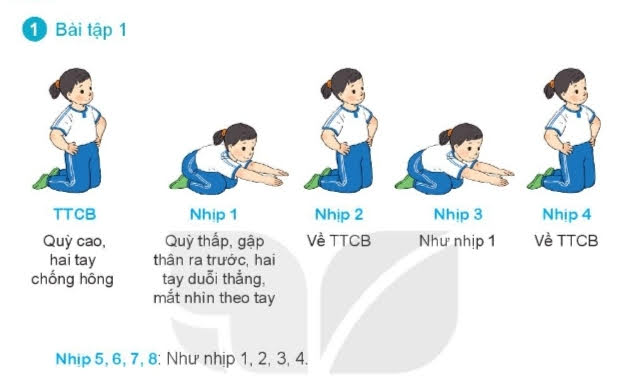 1 Bài tập 1
TTCB
Quỳ cao,
hai tay
chống hông
Nhịp 1
Quỳ thấp, gập
thân ra trước, hai
tay duỗi thẳng,
mắt nhìn theo tay
Nhịp 2
Về TTCB
Nhịp 3
Như nhịp 1
Nhịp 4
Về TTCB
Nhịp 5, 6, 7, 8: Như nhịp 1, 2, 3, 4.